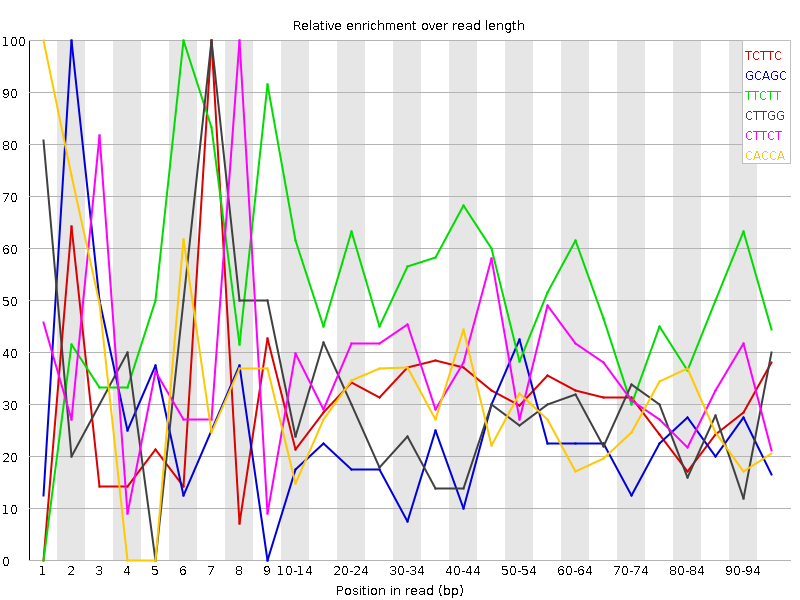 Relative enrichment over read length
100
90
80
70
60
50
40
30
20
10
0
TCTTC
GCAGC
TTCTT
CTTGG
CTTCT
CACCA
1 2 3 4 5 6 7 8 9 10-14 20-24 30-34 40-44 50-54 60-64 70-74 80-84 90-94
Position in read (bp)